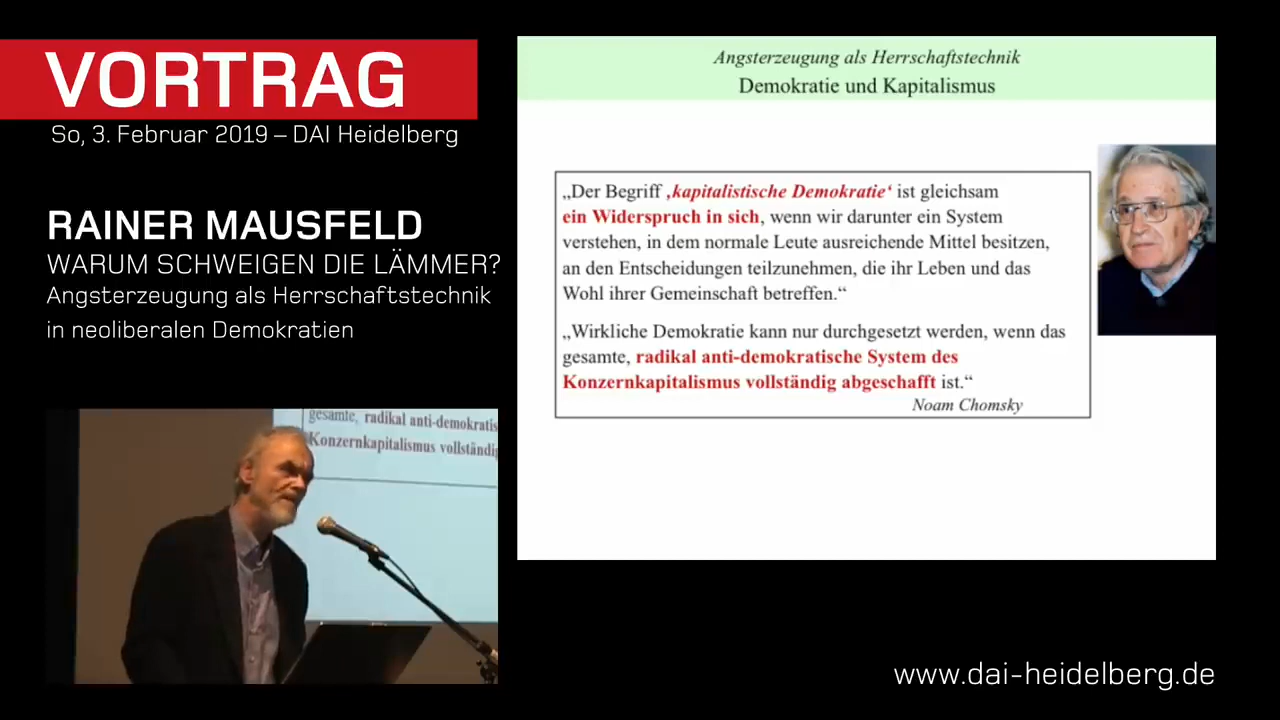 VORTRAG
So, 3. Februar 2019 – DAI Heidelberg
RAINER MAUSFELD
WARUM SCHWEIGEN DIE LÄMMER?
Angsterzeugung als Herrschaftstechnik
in neoliberalen Demokratien
Angsterzeugung als Herrschaftstechnik
Demokratie und Kapitalismus
„Der Begriff ‚kapitalistische Demokratie‘ ist gleichsam
ein Widerspruch in sich, wenn wir darunter ein System
verstehen, in dem normale Leute ausreichende Mittel besitzen,
an den Entscheidungen teilzunehmen, die ihr Leben und das
Wohl ihrer Gemeinschaft betreffen.“
„Wirkliche Demokratie kann nur durchgesetzt werden, wenn das
gesamte, radikal anti-demokratische System des
Konzernkapitalismus vollständig abgeschafft ist.“
Noam Chomsky
gesamte, radikal anti-demokratis
Konzernkapitalismus vollständig
www.dai-heidelberg.de